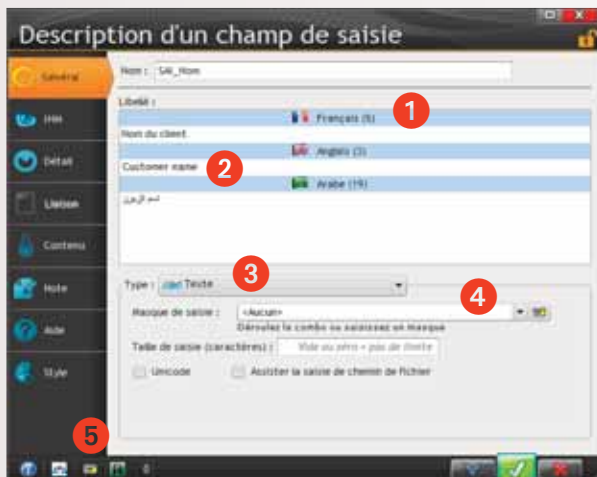 Description d'un champ de saisie
Général
IHM
Détail
Liaison
Contenu
Note
Aide
Style
Nom : SAI_Nom
Libellé :
Français (5)
1
Nom du client
Anglais (3)
Customer name
2
Arabe (19)
Type : Texte
3
Masque de saisie : <Aucun>
4
Déroulez la combo ou saisissez un masque
Taille de saisie (caractères) : Vide ou zéro = pas de limite
Unicode
Assister la saisie de chemin de fichier
5